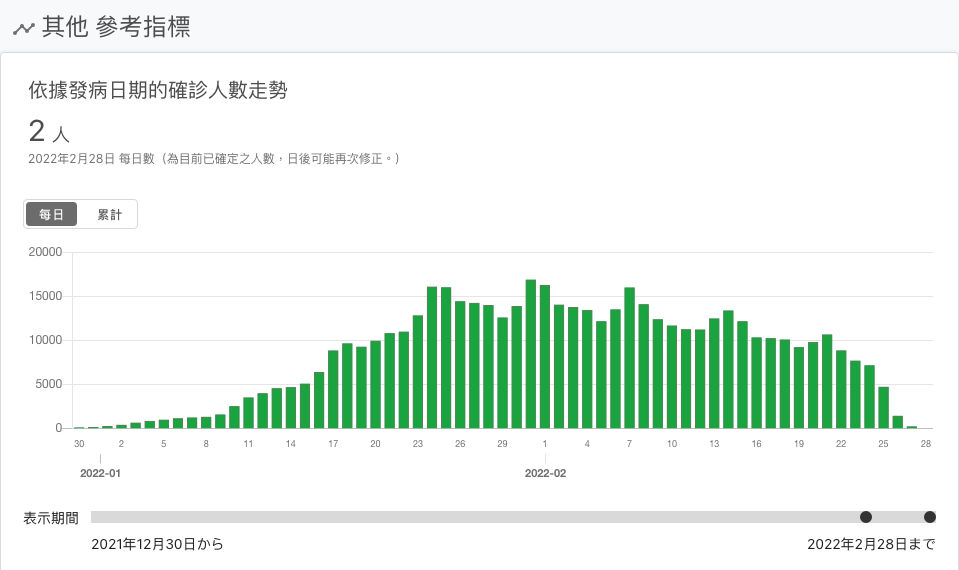 其他 參考指標
依據發病日期的確診人數走勢
2 人
2022年2月28日 每日數（為目前已確定之人數，日後可能再次修正。）
每日 累計
20000
15000
10000
5000
0
30 2 5 8 11 14 17 20 23 26 29 1 4 7 10 13 16 19 22 25 28
2022-01 2022-02
表示期間
2021年12月30日から 2022年2月28日まで